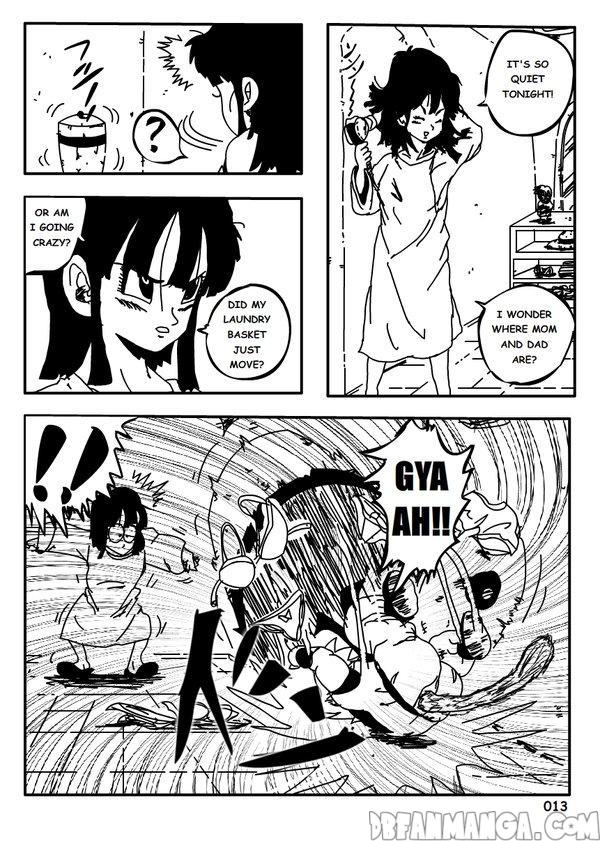 IT'S SO
QUIET
TONIGHT!
I WONDER
WHERE MOM
AND DAD
ARE?
?
OR AM
I GOING
CRAZY?
DID MY
LAUNDRY
BASKET
JUST
MOVE?
!!
GYA
AH!!
013
DBFANMANGA.COM